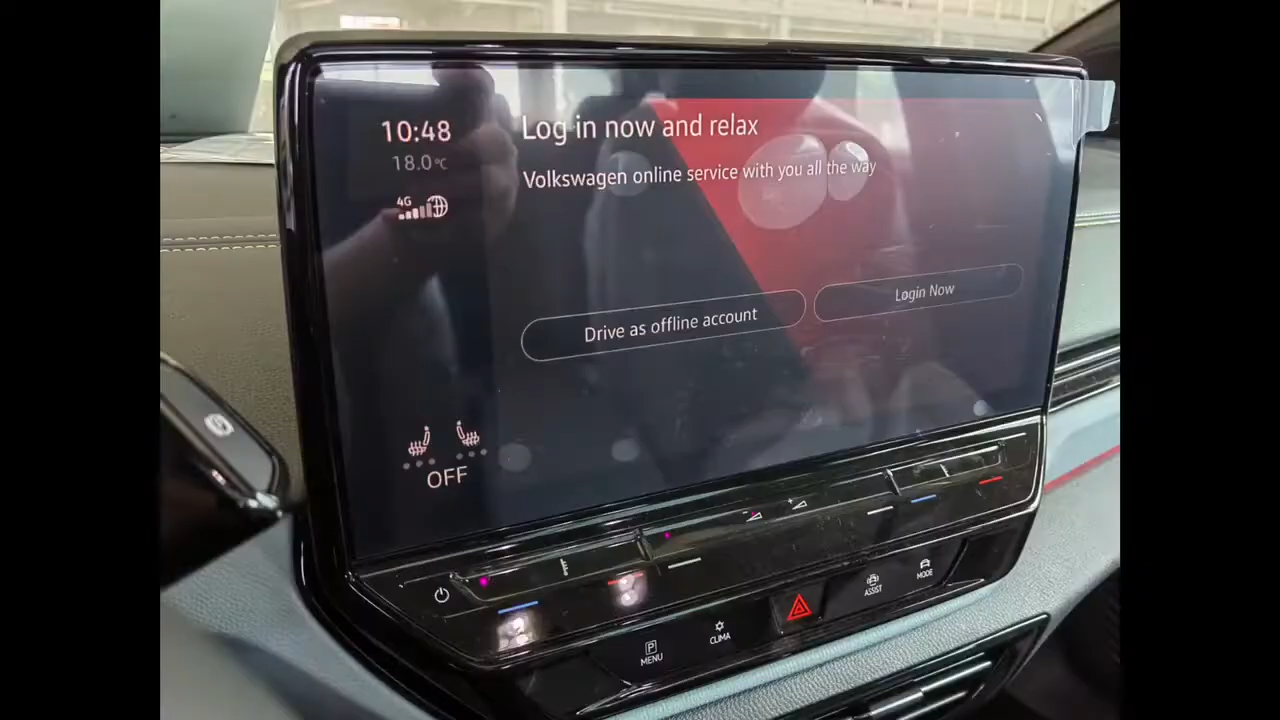 10:48
18.0°C
4G
Log in now and relax
Volkswagen online service with you all the way
Drive as offline account
Login Now
OFF
P
MENU
CLIMA
ASSIST
MODE